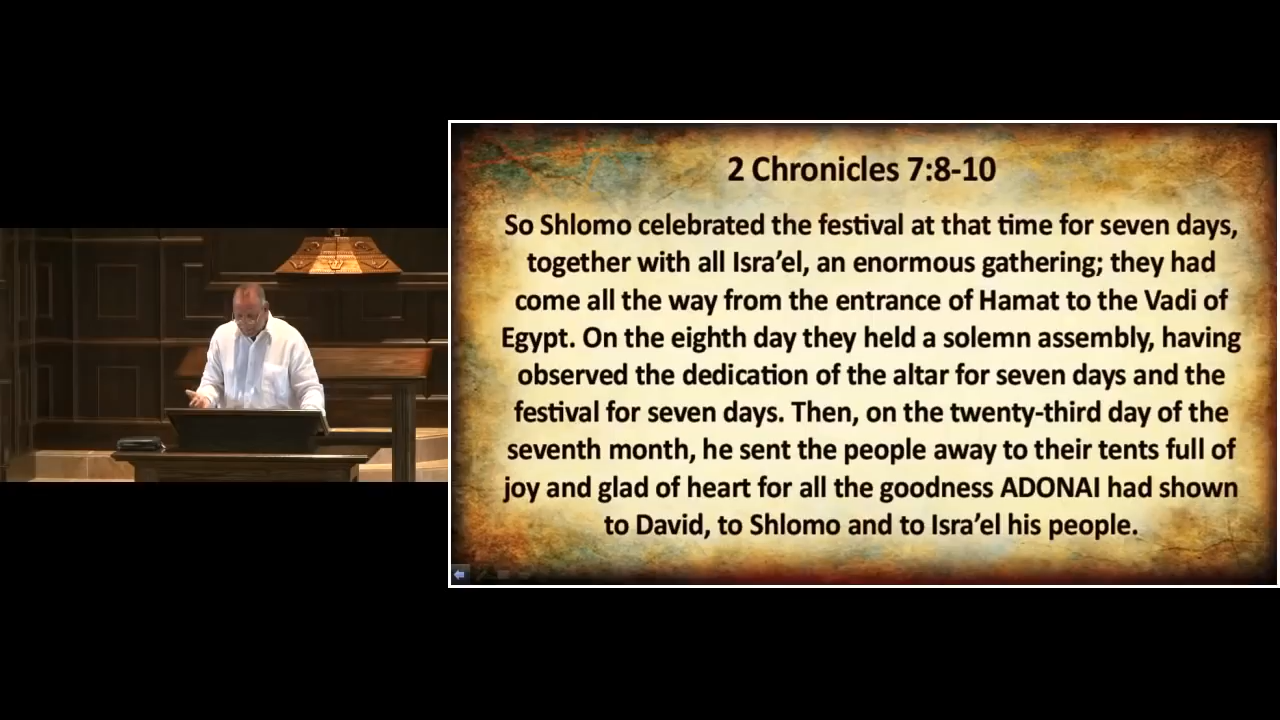 2 Chronicles 7:8-10
So Shlomo celebrated the festival at that time for seven days,
together with all Isra’el, an enormous gathering; they had
come all the way from the entrance of Hamat to the Vadi of
Egypt. On the eighth day they held a solemn assembly, having
observed the dedication of the altar for seven days and the
festival for seven days. Then, on the twenty-third day of the
seventh month, he sent the people away to their tents full of
joy and glad of heart for all the goodness ADONAI had shown
to David, to Shlomo and to Isra’el his people.